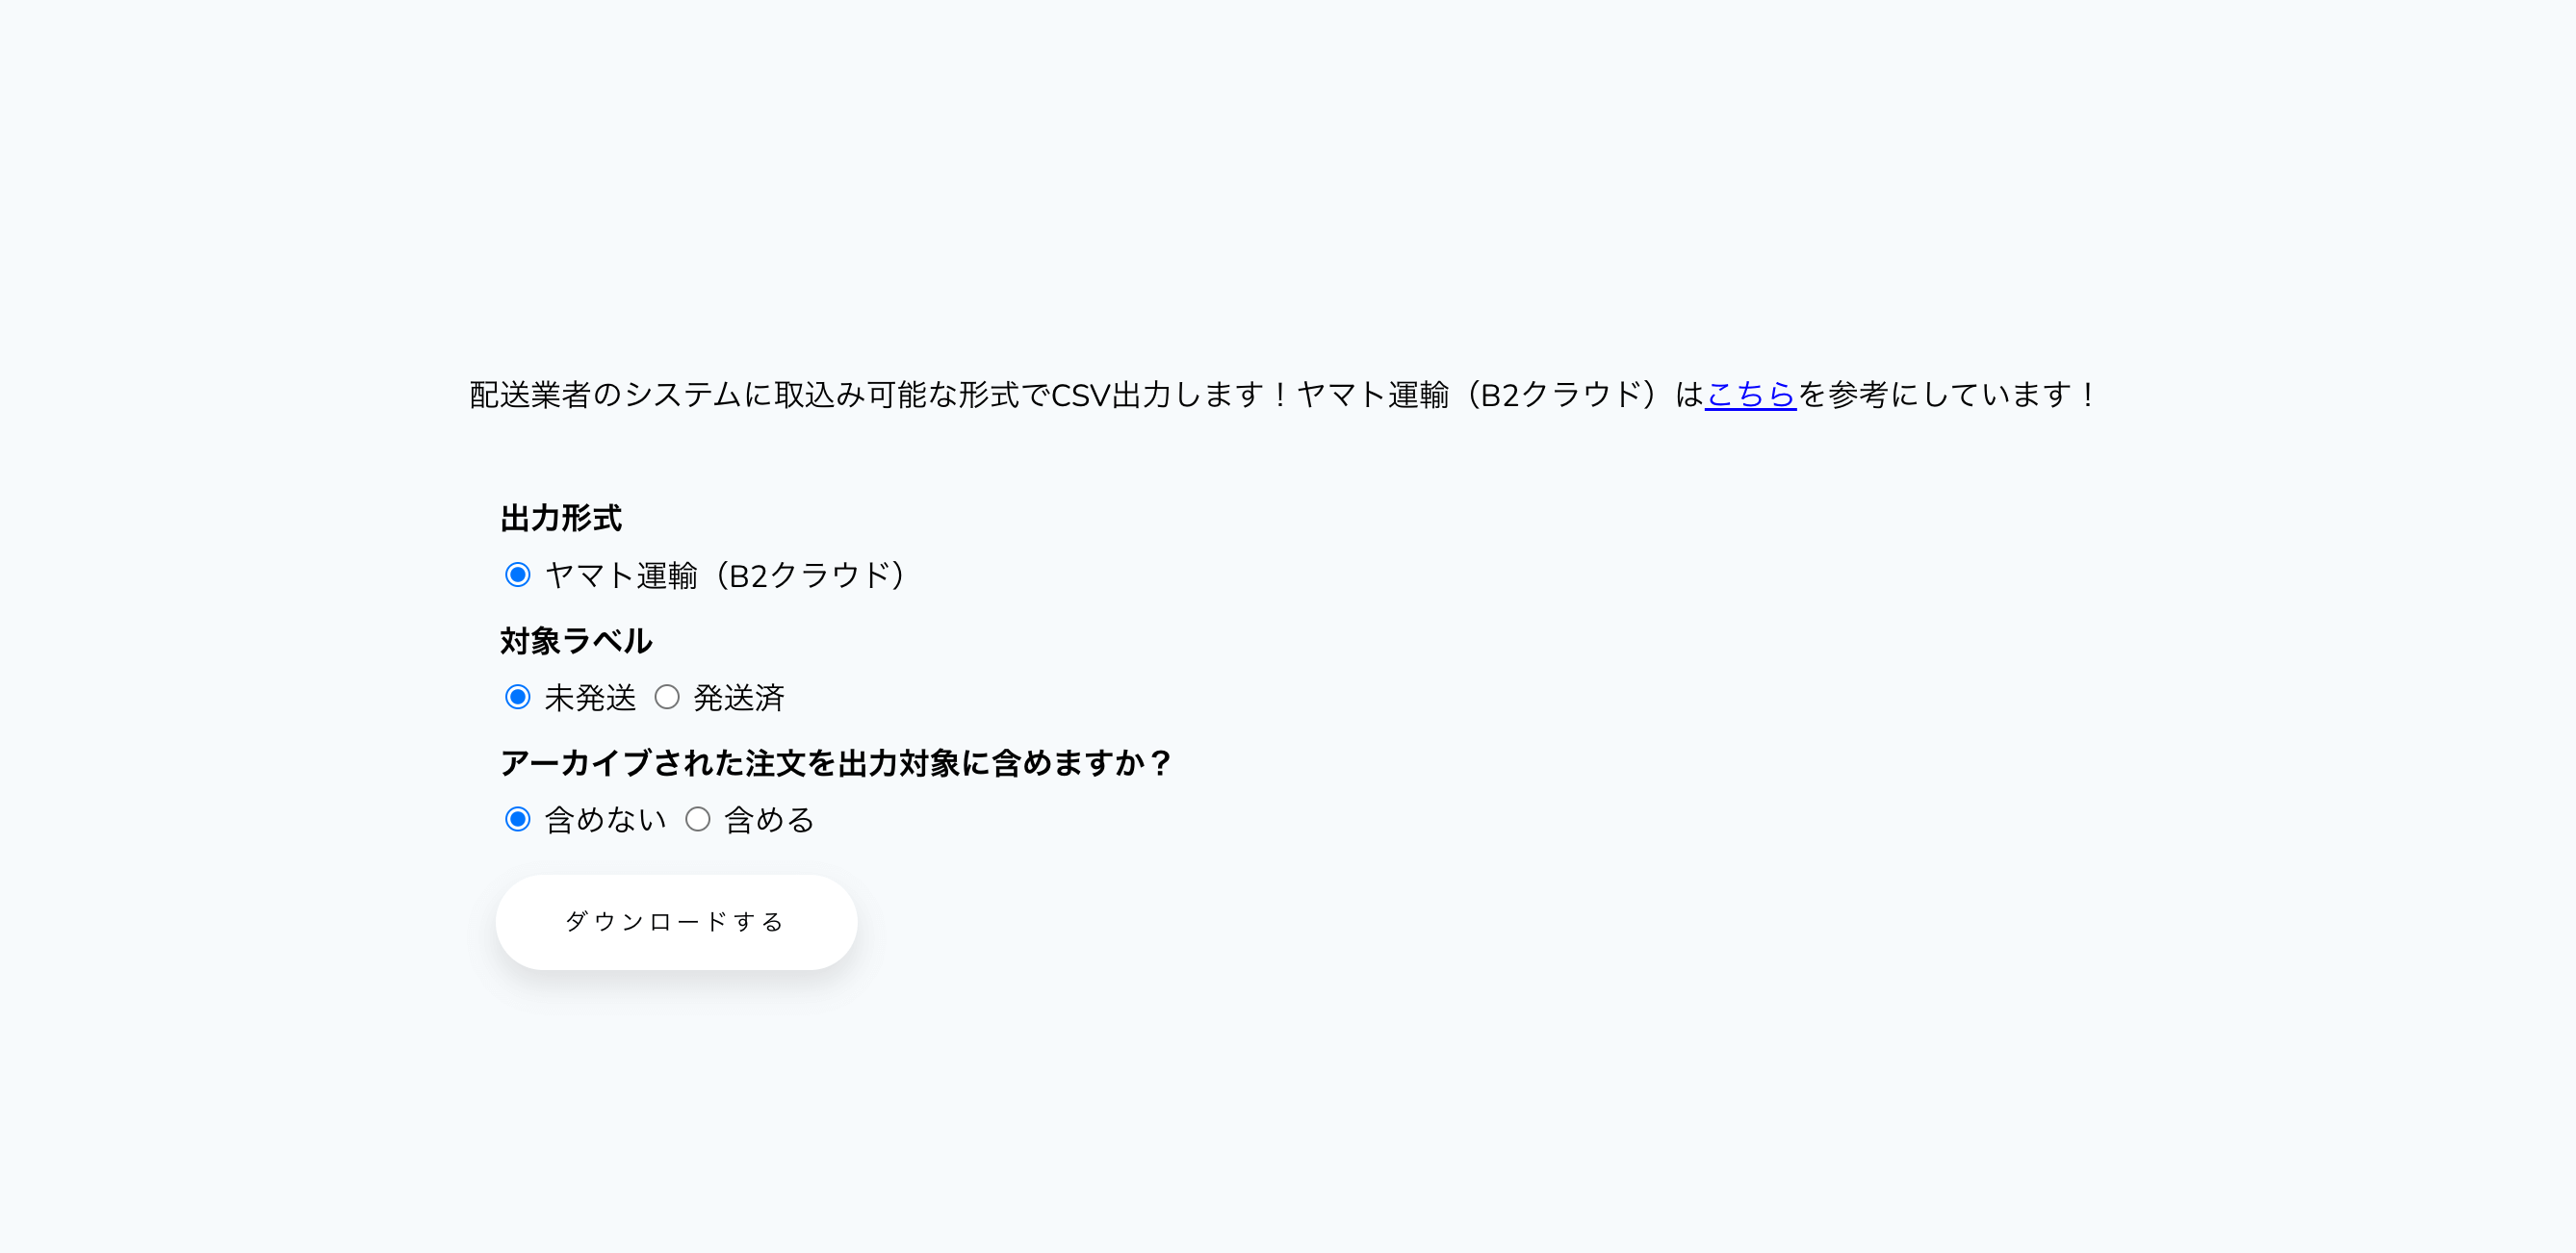 配送業者のシステムに取込み可能な形式でCSV出力します！ヤマト運輸（B2クラウド）はこちらを参考にしています！
出力形式
ヤマト運輸（B2クラウド）
対象ラベル
未発送 発送済
アーカイブされた注文を出力対象に含めますか？
含めない 含める
ダウンロードする